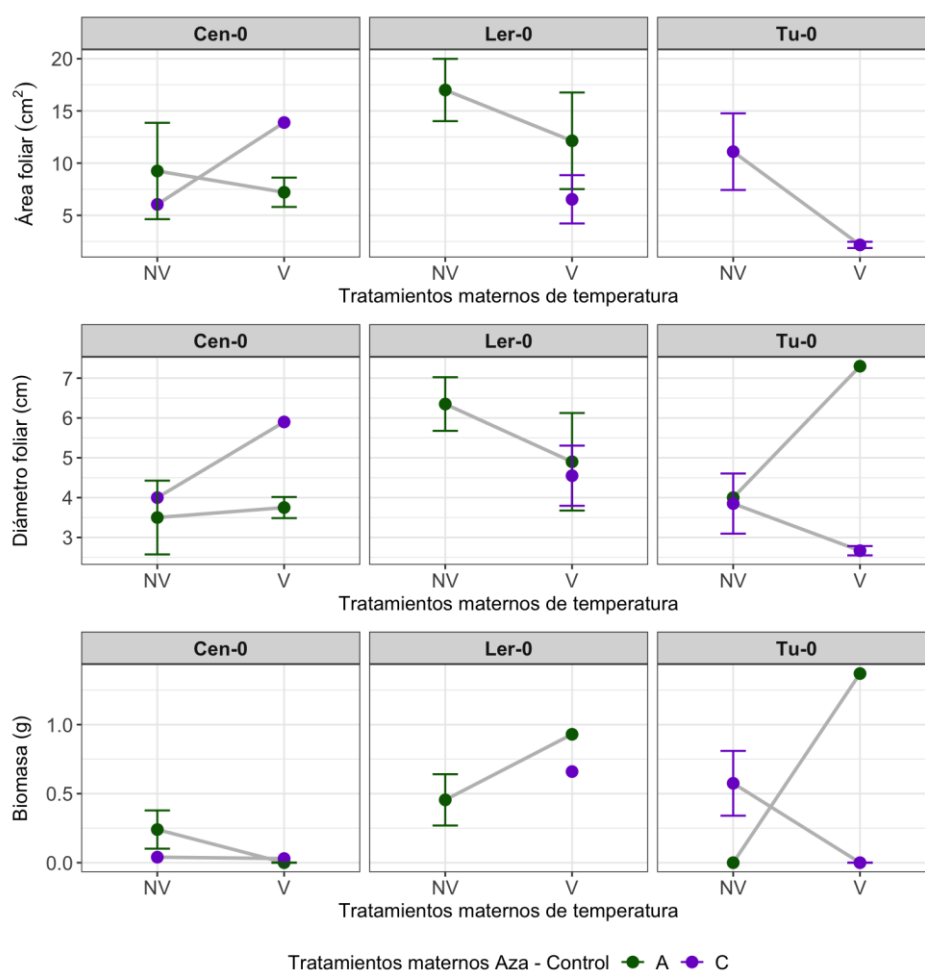 Cen-0 Ler-0 Tu-0
Área foliar (cm²)
20
15
10
5
NV V NV V NV V
Tratamientos maternos de temperatura
Cen-0 Ler-0 Tu-0
Diámetro foliar (cm)
7
6
5
4
3
NV V NV V NV V
Tratamientos maternos de temperatura
Cen-0 Ler-0 Tu-0
Biomasa (g)
1.0
0.5
0.0
NV V NV V NV V
Tratamientos maternos de temperatura
Tratamientos maternos Aza - Control A C